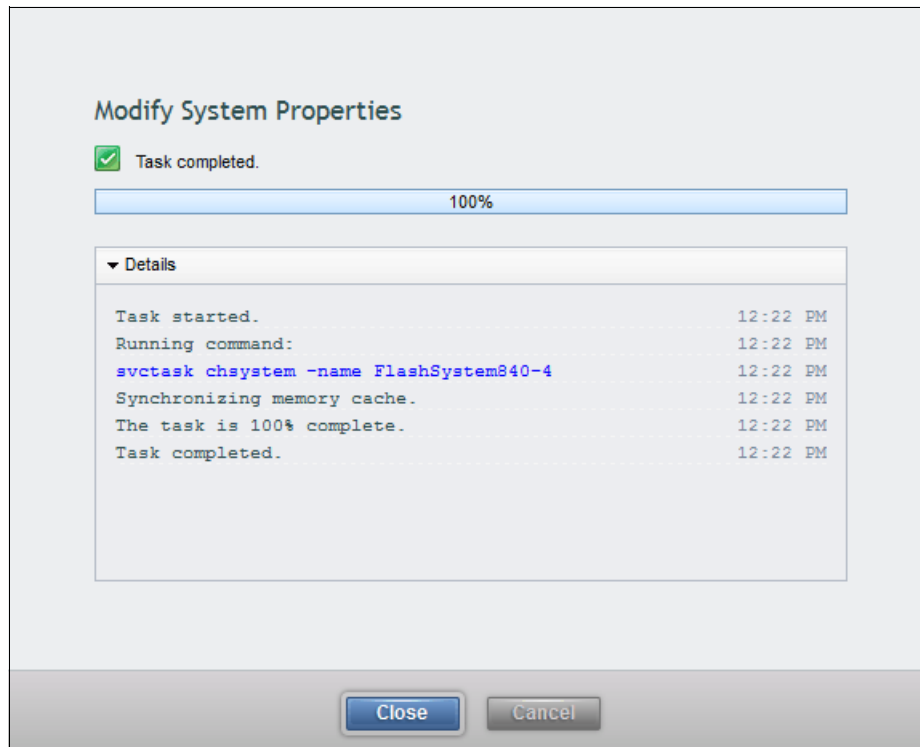 Modify System Properties
Task completed.
100%
Details
Task started. 12:22 PM
Running command: 12:22 PM
svctask chsystem -name FlashSystem840-4 12:22 PM
Synchronizing memory cache. 12:22 PM
The task is 100% complete. 12:22 PM
Task completed. 12:22 PM
Close Cancel